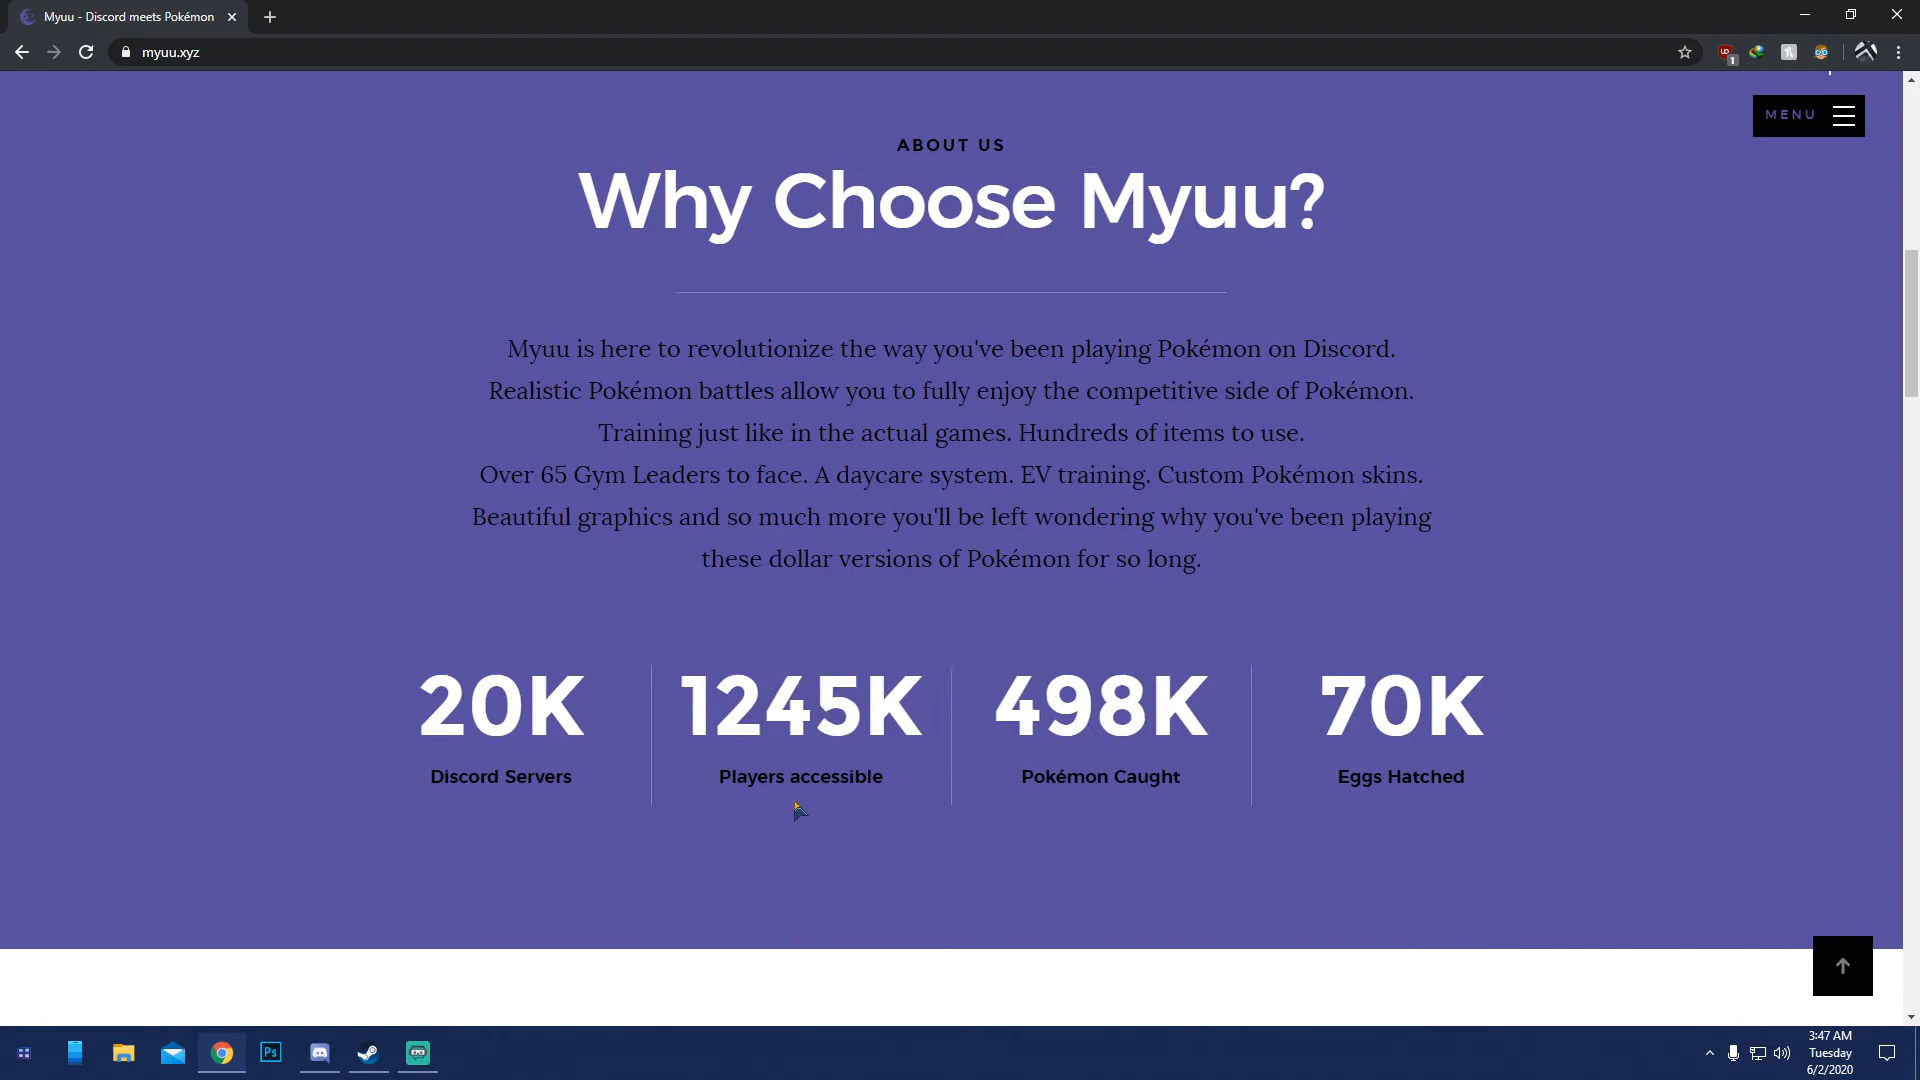 Myuu - Discord meets Pokémon
myuu.xyz
1
MENU
ABOUT US
Why Choose Myuu?
Myuu is here to revolutionize the way you've been playing Pokémon on Discord.
Realistic Pokémon battles allow you to fully enjoy the competitive side of Pokémon.
Training just like in the actual games. Hundreds of items to use.
Over 65 Gym Leaders to face. A daycare system. EV training. Custom Pokémon skins.
Beautiful graphics and so much more you'll be left wondering why you've been playing
these dollar versions of Pokémon for so long.
20K 1245K 498K 70K
Discord Servers Players accessible Pokémon Caught Eggs Hatched
Ps
3:47 AM
Tuesday
6/2/2020